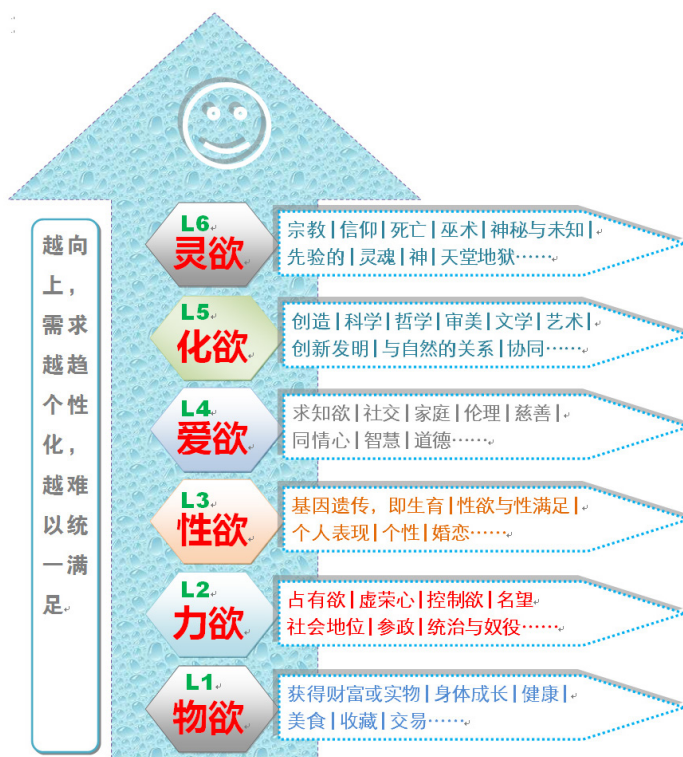 L6
灵欲
宗教|信仰|死亡|巫术|神秘与未知|
先验的|灵魂|神|天堂地狱……
越向
上，
需求
越趋
个性
化，
越难
以统
一满
足
L5
化欲
创造|科学|哲学|审美|文学|艺术|
创新发明|与自然的关系|协同……
L4
爱欲
求知欲|社交|家庭|伦理|慈善|
同情心|智慧|道德……
L3
性欲
基因遗传，即生育|性欲与性满足|
个人表现|个性|婚恋……
L2
力欲
占有欲|虚荣心|控制欲|名望
社会地位|参政|统治与奴役……
L1
物欲
获得财富或实物|身体成长|健康|
美食|收藏|交易……